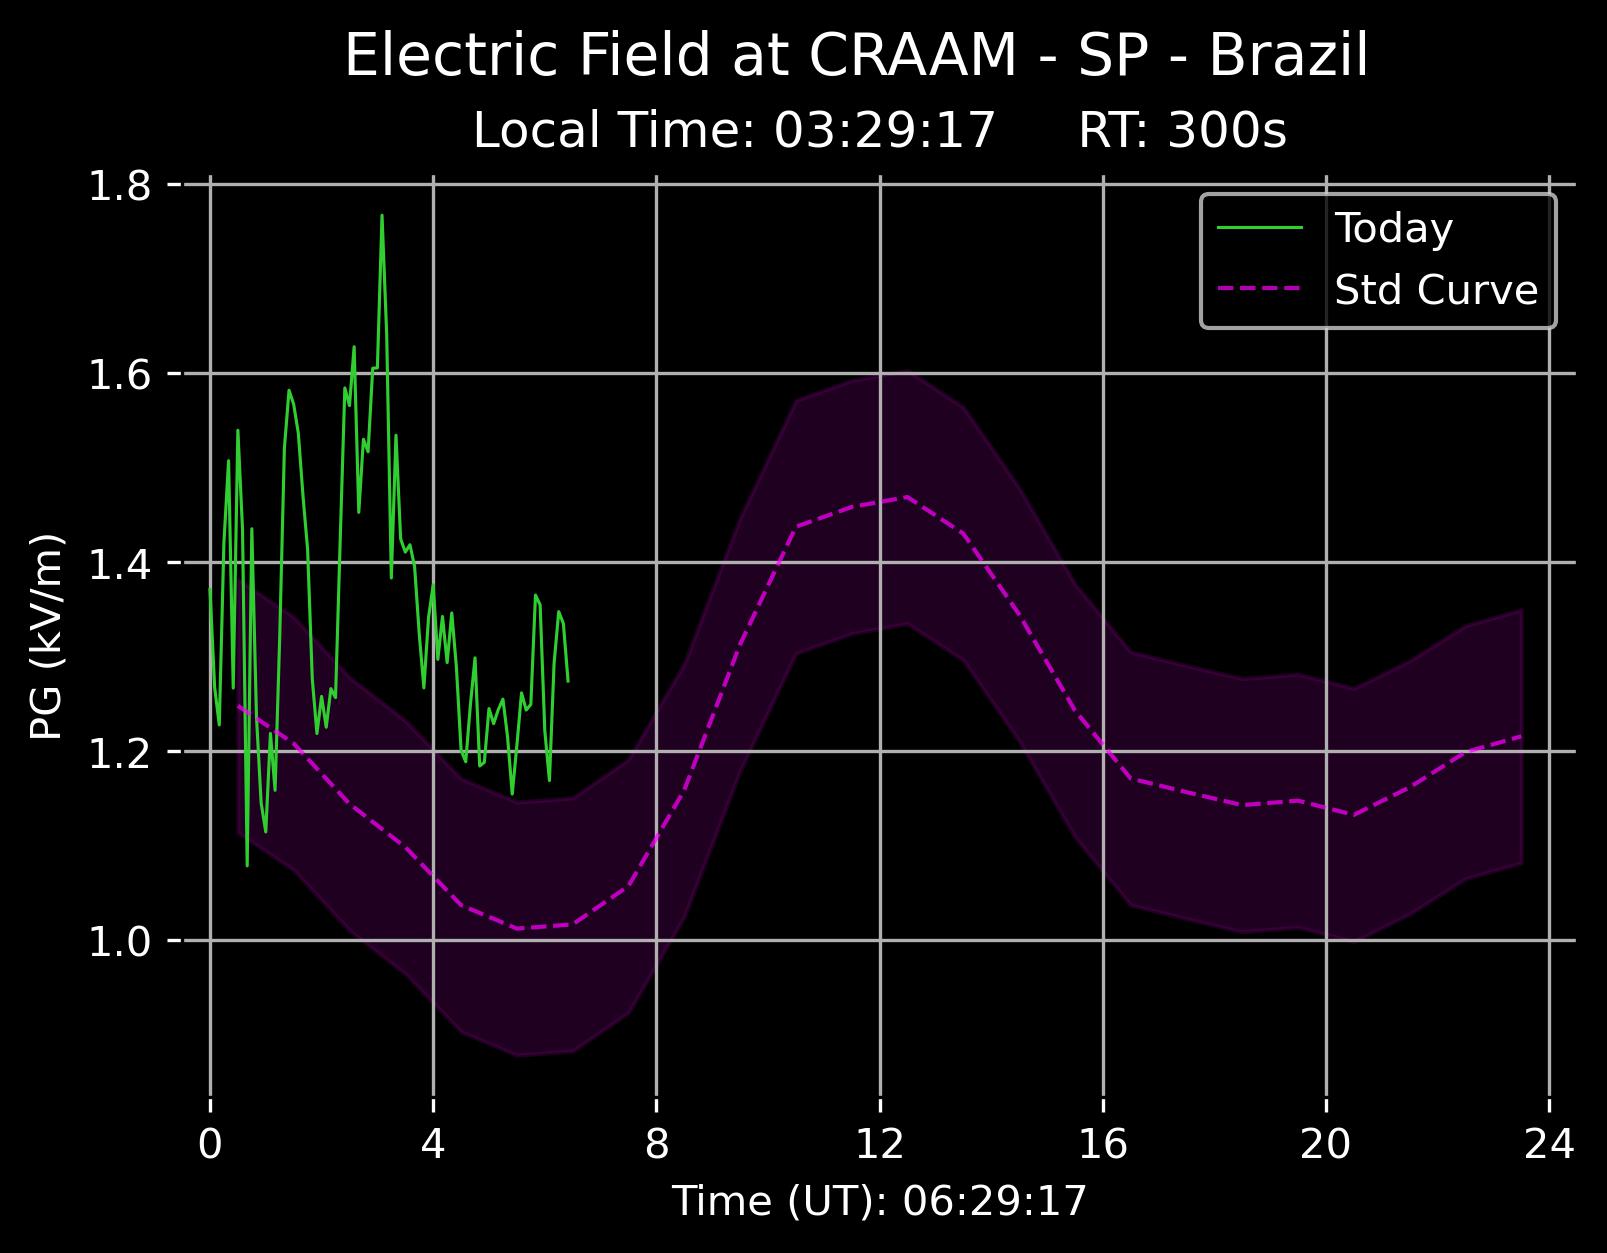 Electric Field at CRAAM - SP - Brazil
Local Time: 03:29:17 RT: 300s
1.8
1.6
1.4
1.2
1.0
PG (kV/m)
Today
Std Curve
0 4 8 12 16 20 24
Time (UT): 06:29:17